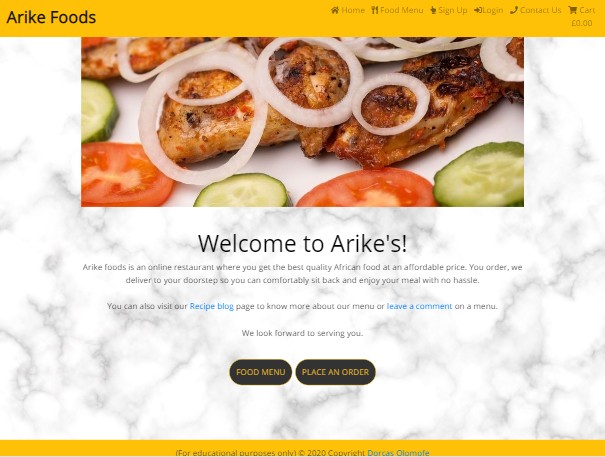 Arike Foods
Home Food Menu Sign Up Login Contact Us Cart
£0.00
Welcome to Arike's!
Arike foods is an online restaurant where you get the best quality African food at an affordable price. You order, we
deliver to your doorstep so you can comfortably sit back and enjoy your meal with no hassle.
You can also visit our Recipe blog page to know more about our menu or leave a comment on a menu.
We look forward to serving you.
FOOD MENU PLACE AN ORDER
(For educational purposes only) © 2020 Copyright Dorcas Olomofe